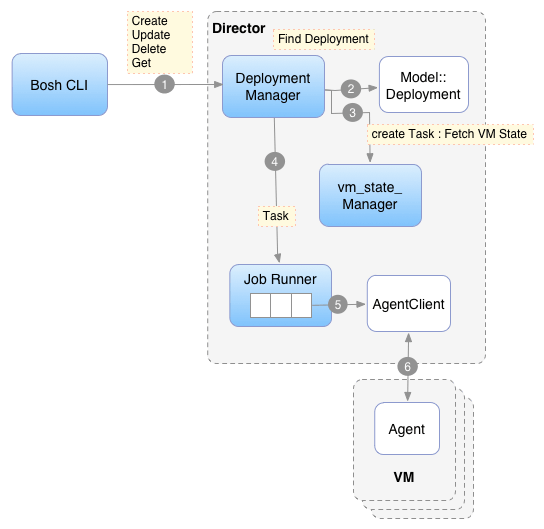 Create
Update
Delete
Get
Director
Find Deployment
Bosh CLI
1
Deployment
Manager
2
Model::
Deployment
3
create Task : Fetch VM State
4
vm_state_
Manager
Task
Job Runner
5
AgentClient
6
Agent
VM